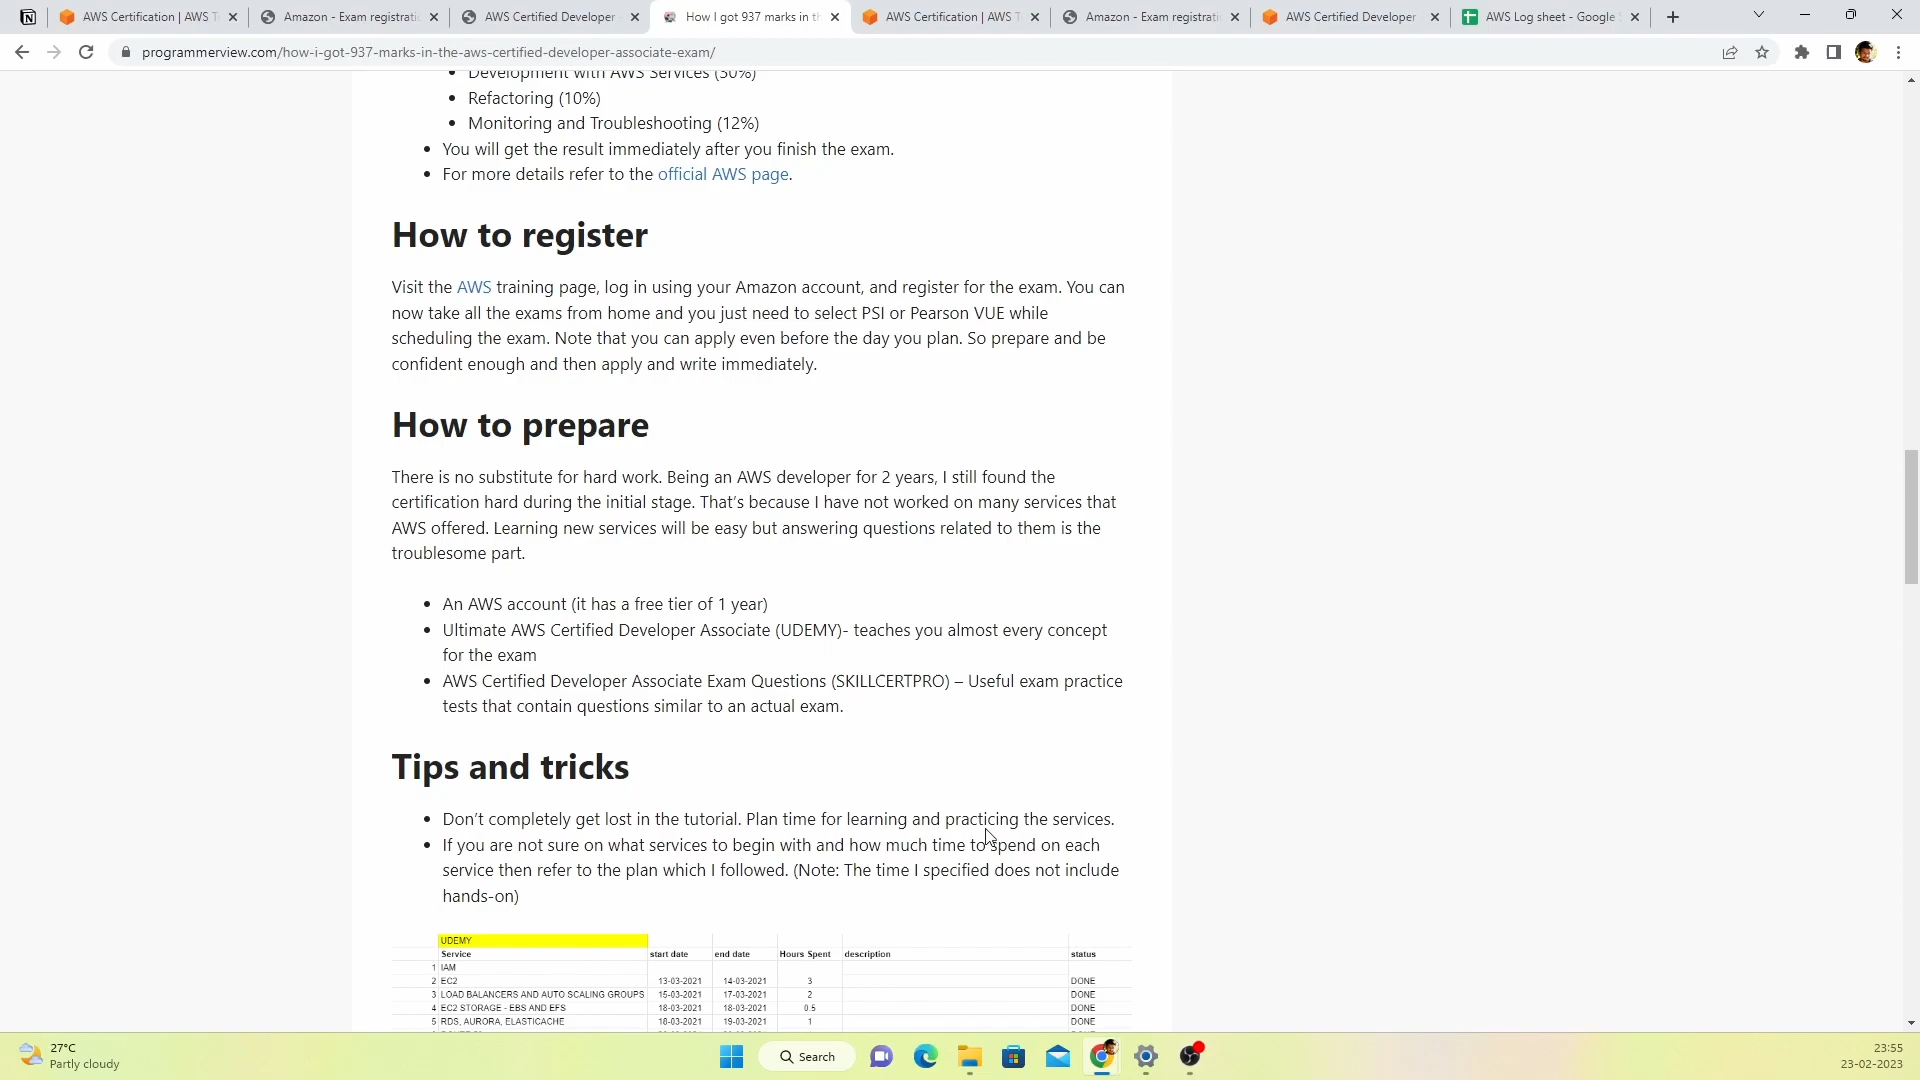 AWS Certification | AWS T
Amazon - Exam registrati
AWS Certified Developer
How I got 937 marks in th
AWS Certification | AWS T
Amazon - Exam registrati
AWS Certified Developer
AWS Log sheet - Google S
programmerview.com/how-i-got-937-marks-in-the-aws-certified-developer-associate-exam/
Development with AWS Services (30%)
Refactoring (10%)
Monitoring and Troubleshooting (12%)
You will get the result immediately after you finish the exam.
For more details refer to the official AWS page.
How to register
Visit the AWS training page, log in using your Amazon account, and register for the exam. You can
now take all the exams from home and you just need to select PSI or Pearson VUE while
scheduling the exam. Note that you can apply even before the day you plan. So prepare and be
confident enough and then apply and write immediately.
How to prepare
There is no substitute for hard work. Being an AWS developer for 2 years, I still found the
certification hard during the initial stage. That's because I have not worked on many services that
AWS offered. Learning new services will be easy but answering questions related to them is the
troublesome part.
An AWS account (it has a free tier of 1 year)
Ultimate AWS Certified Developer Associate (UDEMY)- teaches you almost every concept
for the exam
AWS Certified Developer Associate Exam Questions (SKILLCERTPRO) – Useful exam practice
tests that contain questions similar to an actual exam.
Tips and tricks
Don't completely get lost in the tutorial. Plan time for learning and practicing the services.
If you are not sure on what services to begin with and how much time to spend on each
service then refer to the plan which I followed. (Note: The time I specified does not include
hands-on)
UDEMY
Service start date end date Hours Spent description status
1 IAM
2 EC2 13-03-2021 14-03-2021 3 DONE
3 LOAD BALANCERS AND AUTO SCALING GROUPS 15-03-2021 17-03-2021 2 DONE
4 EC2 STORAGE - EBS AND EFS 18-03-2021 18-03-2021 0.5 DONE
5 RDS, AURORA, ELASTICACHE 18-03-2021 19-03-2021 1 DONE
27°C
Partly cloudy
Search
23:55
23-02-2023